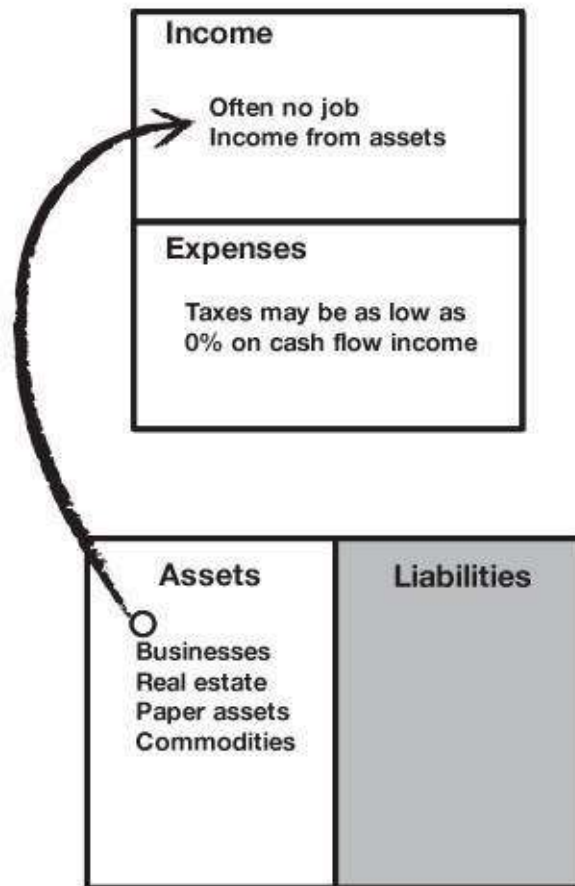 Income
Often no job
Income from assets
Expenses
Taxes may be as low as
0% on cash flow income
Assets
Businesses
Real estate
Paper assets
Commodities
Liabilities